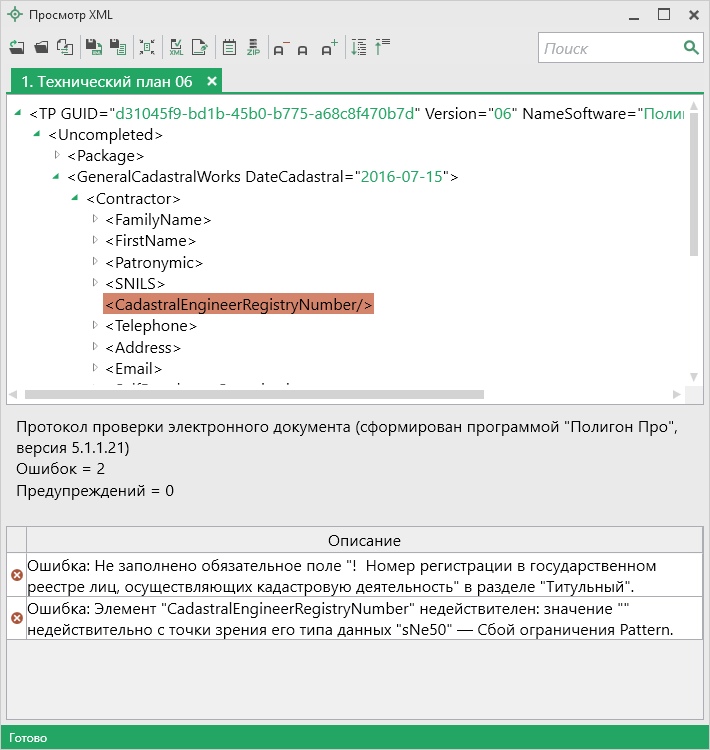 Просмотр XML
XML XML XML ZIP A A A
Поиск
1. Технический план 06
<TP GUID="d31045f9-bd1b-45b0-b775-a68c8f470b7d" Version="06" NameSoftware="Полиг
<Uncompleted>
<Package>
<GeneralCadastralWorks DateCadastral="2016-07-15">
<Contractor>
<FamilyName>
<FirstName>
<Patronymic>
<SNILS>
<CadastralEngineerRegistryNumber/>
<Telephone>
<Address>
<Email>
Протокол проверки электронного документа (сформирован программой "Полигон Про",
версия 5.1.1.21)
Ошибок = 2
Предупреждений = 0
Описание
Ошибка: Не заполнено обязательное поле "!  Номер регистрации в государственном
реестре лиц, осуществляющих кадастровую деятельность" в разделе "Титульный".
Ошибка: Элемент "CadastralEngineerRegistryNumber" недействителен: значение ""
недействительно с точки зрения его типа данных "sNe50" — Сбой ограничения Pattern.
Готово